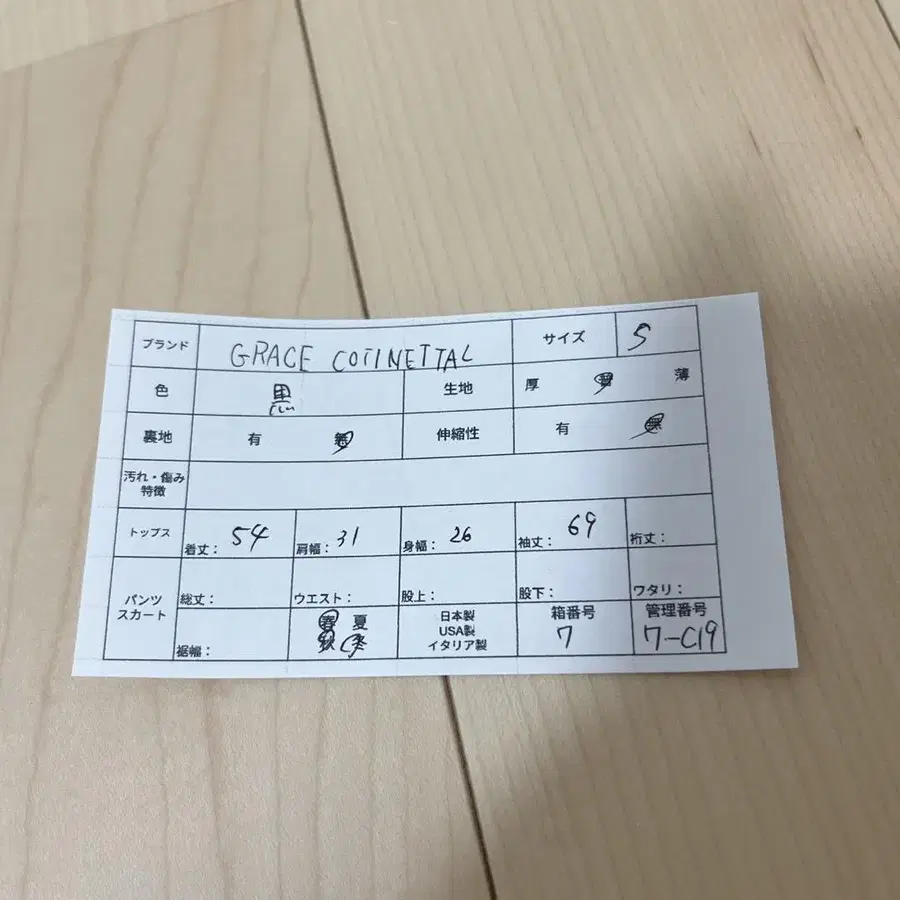 ブランド GRACE COTINETTAL サイズ S
色 黒 生地 厚 普 薄
裏地 有 無 伸縮性 有 無
汚れ・傷み
特徴
トップス 着丈: 54 肩幅: 31 身幅: 26 袖丈: 69 裄丈:
パンツ
スカート
総丈: ウエスト: 股上: 股下: ワタリ:
裾幅: 春 夏
秋 冬
日本製
USA製
イタリア製
箱番号
7
管理番号
7-C19